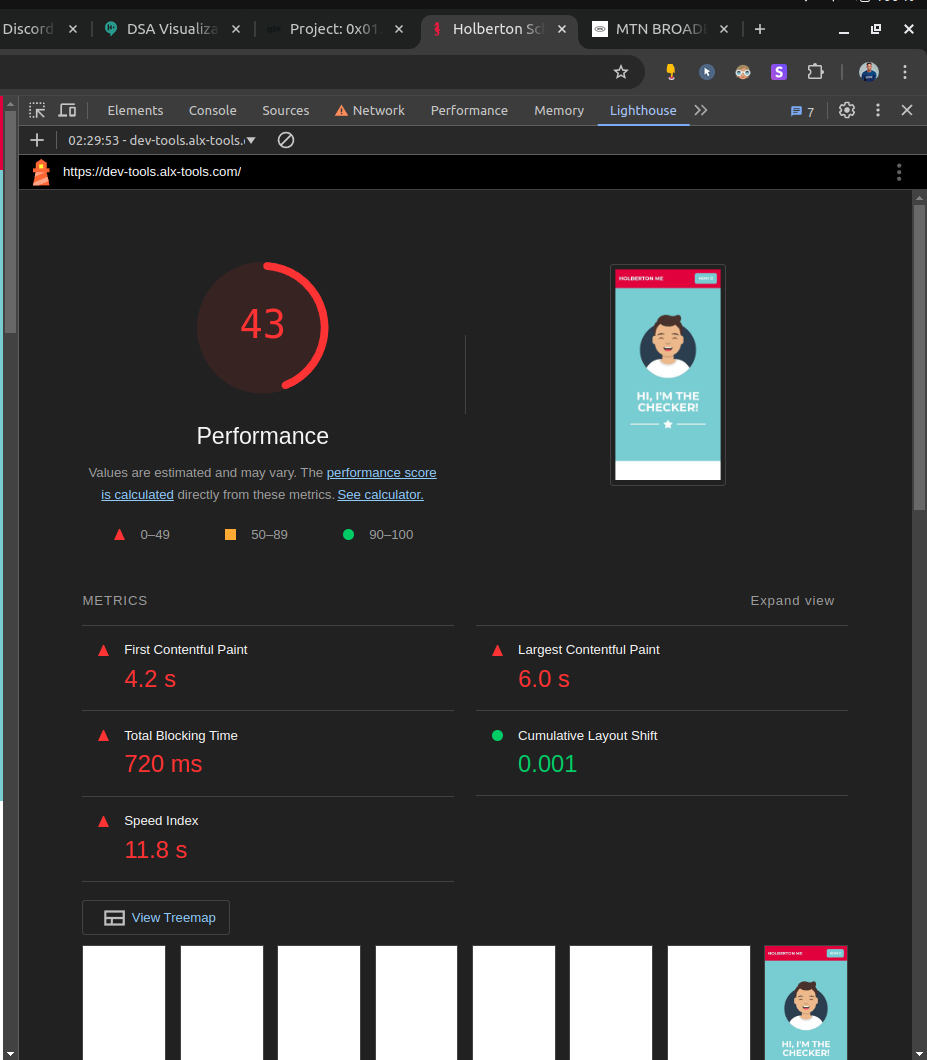 Discord
DSA Visualiza
Project: 0x01.
Holberton Sc
MTN BROAD
Elements
Console
Sources
Network
Performance
Memory
Lighthouse
7
02:29:53 - dev-tools.alx-tools.
https://dev-tools.alx-tools.com/
43
HOLBERTON ME
HI, I'M THE
CHECKER!
Performance
Values are estimated and may vary. The performance score
is calculated directly from these metrics. See calculator.
0–49
50–89
90–100
METRICS
Expand view
First Contentful Paint
4.2 s
Largest Contentful Paint
6.0 s
Total Blocking Time
720 ms
Cumulative Layout Shift
0.001
Speed Index
11.8 s
View Treemap
HOLBERTON ME
HI, I'M THE
CHECKER!